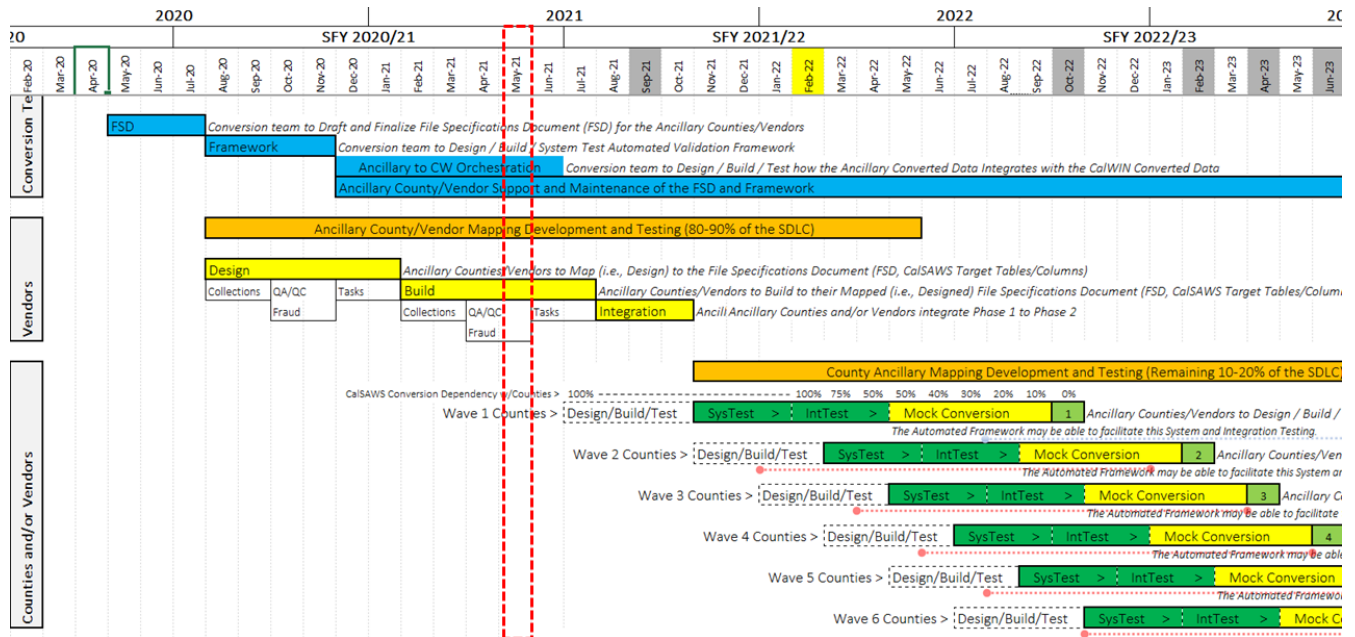 2020 2021 2022 20
20 SFY 2020/21 SFY 2021/22 SFY 2022/23
Feb-20 Mar-20 Apr-20 May-20 Jun-20 Jul-20 Aug-20 Sep-20 Oct-20 Nov-20 Dec-20 Jan-21 Feb-21 Mar-21 Apr-21 May-21 Jun-21 Jul-21 Aug-21 Sep-21 Oct-21 Nov-21 Dec-21 Jan-22 Feb-22 Mar-22 Apr-22 May-22 Jun-22 Jul-22 Aug-22 Sep-22 Oct-22 Nov-22 Dec-22 Jan-23 Feb-23 Mar-23 Apr-23 May-23 Jun-23
Conversion Te
FSD Conversion team to Draft and Finalize File Specifications Document (FSD) for the Ancillary Counties/Vendors
Framework Conversion team to Design / Build / System Test Automated Validation Framework
Ancillary to CW Orchestration Conversion team to Design / Build / Test how the Ancillary Converted Data Integrates with the CalWIN Converted Data
Ancillary County/Vendor Support and Maintenance of the FSD and Framework
Vendors
Ancillary County/Vendor Mapping Development and Testing (80-90% of the SDLC)
Design Ancillary Counties/Vendors to Map (i.e., Design) to the File Specifications Document (FSD, CalSAWS Target Tables/Columns)
Collections QA/QC Tasks Build Ancillary Counties/Vendors to Build to their Mapped (i.e., Designed) File Specifications Document (FSD, CalSAWS Target Tables/Colum
Fraud Collections QA/QC Tasks Integration Ancill Ancillary Counties and/or Vendors integrate Phase 1 to Phase 2
Fraud
Counties and/or Vendors
County Ancillary Mapping Development and Testing (Remaining 10-20% of the SDLC)
CalSAWS Conversion Dependency w/Counties > 100% 100% 75% 50% 50% 40% 30% 20% 10% 0%
Wave 1 Counties > Design/Build/Test SysTest > IntTest > Mock Conversion 1 Ancillary Counties/Vendors to Design / Build /
The Automated Framework may be able to facilitate this System and Integration Testing.
Wave 2 Counties > Design/Build/Test SysTest > IntTest > Mock Conversion 2 Ancillary Counties/Ven
The Automated Framework may be able to facilitate this System an
Wave 3 Counties > Design/Build/Test SysTest > IntTest > Mock Conversion 3 Ancillary C
The Automated Framework may be able to facilitate
Wave 4 Counties > Design/Build/Test SysTest > IntTest > Mock Conversion 4
The Automated Framework may be able
Wave 5 Counties > Design/Build/Test SysTest > IntTest > Mock Conversion
The Automated Framewo
Wave 6 Counties > Design/Build/Test SysTest > IntTest > Mock C